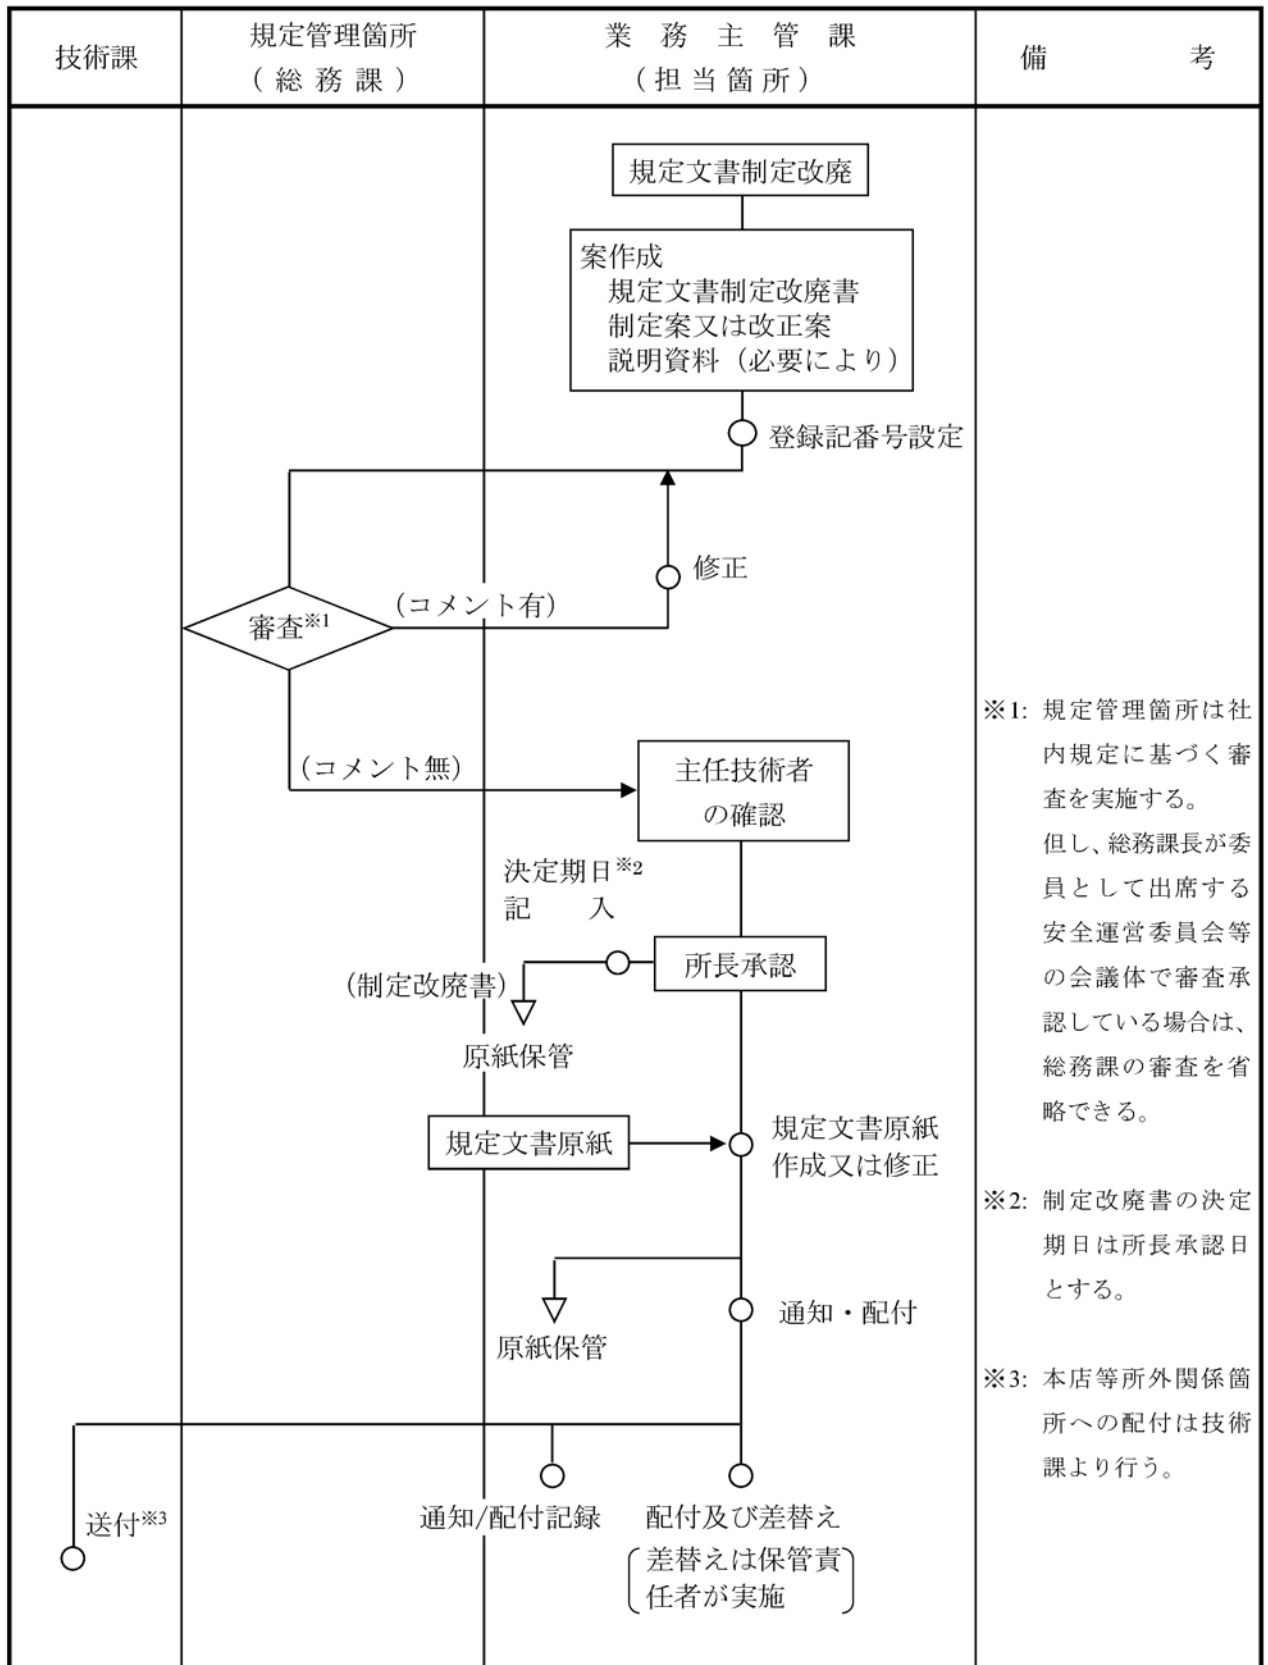 技術課
規定管理箇所
（総務課）
業務主管課
（担当箇所）
備考
規定文書制定改廃
案作成
規定文書制定改廃書
制定案又は改正案
説明資料（必要により）
登録記番号設定
修正
（コメント有）
審査※1
（コメント無）
主任技術者
の確認
決定期日※2
記入
所長承認
（制定改廃書）
原紙保管
規定文書原紙
規定文書原紙
作成又は修正
原紙保管
通知・配付
送付※3
通知/配付記録
配付及び差替え
差替えは保管責
任者が実施
※1: 規定管理箇所は社
内規定に基づく審
査を実施する。
但し、総務課長が委
員として出席する
安全運営委員会等
の会議体で審査承
認している場合は、
総務課の審査を省
略できる。
※2: 制定改廃書の決定
期日は所長承認日
とする。
※3: 本店等所外関係箇
所への配付は技術
課より行う。